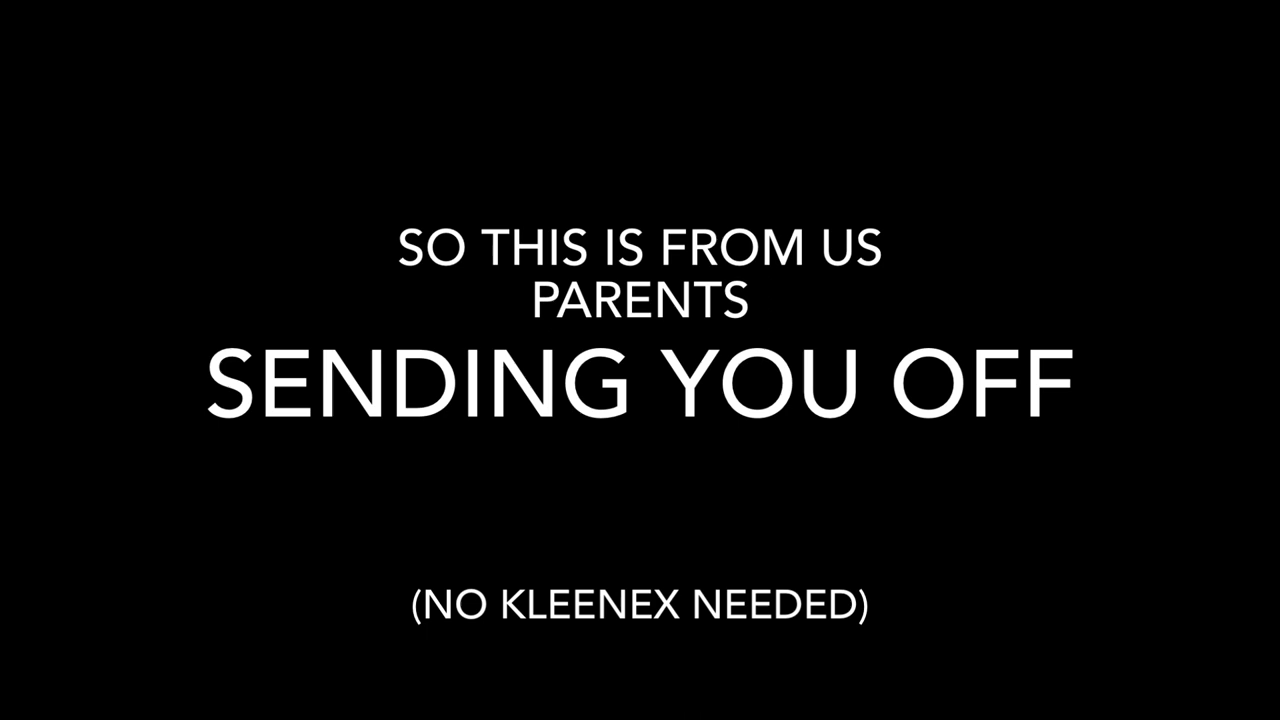 SO THIS IS FROM US
PARENTS
SENDING YOU OFF
(NO KLEENEX NEEDED)